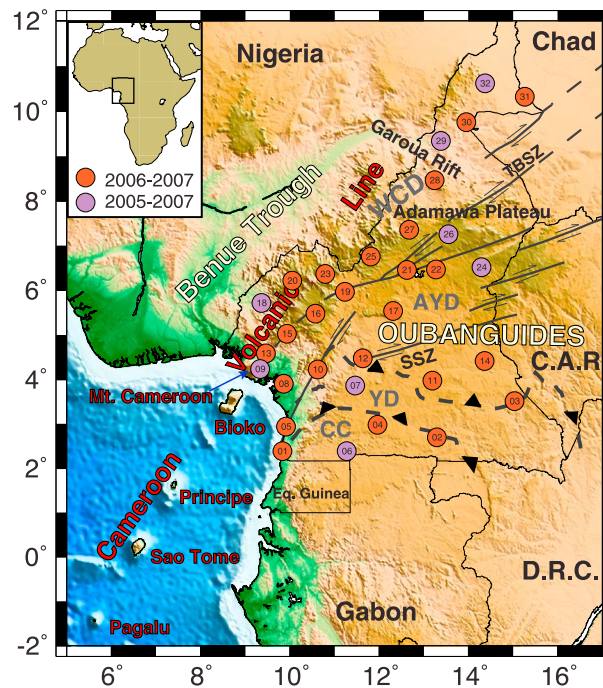 12°
10°
8°
6°
4°
2°
0°
-2°
6°
8°
10°
12°
14°
16°
2006-2007
2005-2007
Nigeria
Chad
32
31
30
29
Garoua Rift
TBSZ
28
Line
WCD
Adamawa Plateau
Benue Trough
27
26
25
24
23
22
21
20
19
18
AYD
17
16
15
OUBANGUIDES
Volcanic
13
12
SSZ
14
C.A.R
09
10
11
08
07
03
Mt. Cameroon
YD
Bioko
05
CC
04
02
01
06
Cameroon
Principe
Eq. Guinea
Sao Tome
D.R.C.
Gabon
Pagalu